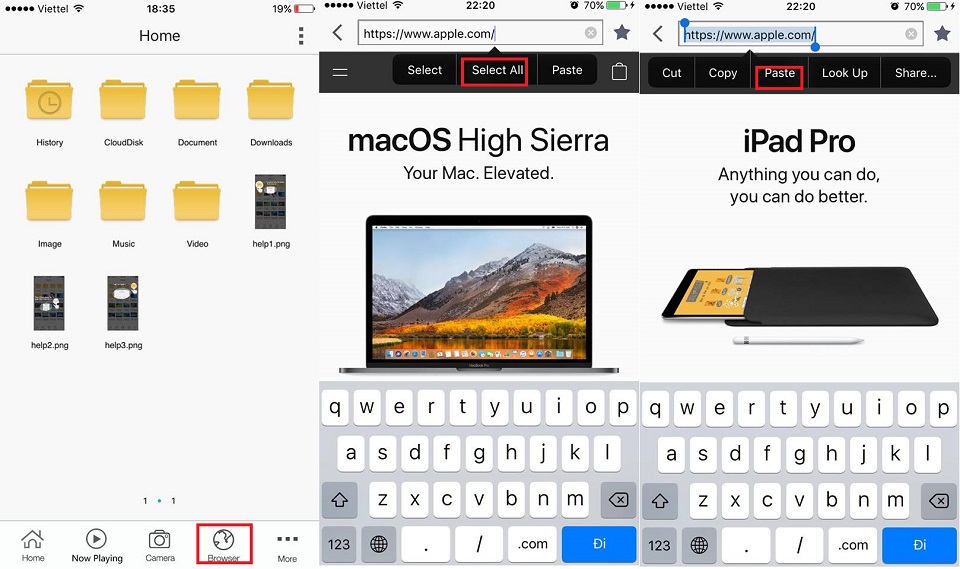 Viettel 18:35 19%
Home
History CloudDisk Document Downloads
Image Music Video help1.png
help2.png help3.png
1 1
Home Now Playing Camera Browser More
Viettel 22:20 70%
https://www.apple.com/
Select Select All Paste
macOS High Sierra
Your Mac. Elevated.
MacBook Pro
q w e r t y u i o p
a s d f g h j k l
z x c v b n m
123 . / .com Đi
Viettel 22:20 70%
https://www.apple.com/
Cut Copy Paste Look Up Share...
iPad Pro
Anything you can do,
you can do better.
q w e r t y u i o p
a s d f g h j k l
z x c v b n m
123 . / .com Đi